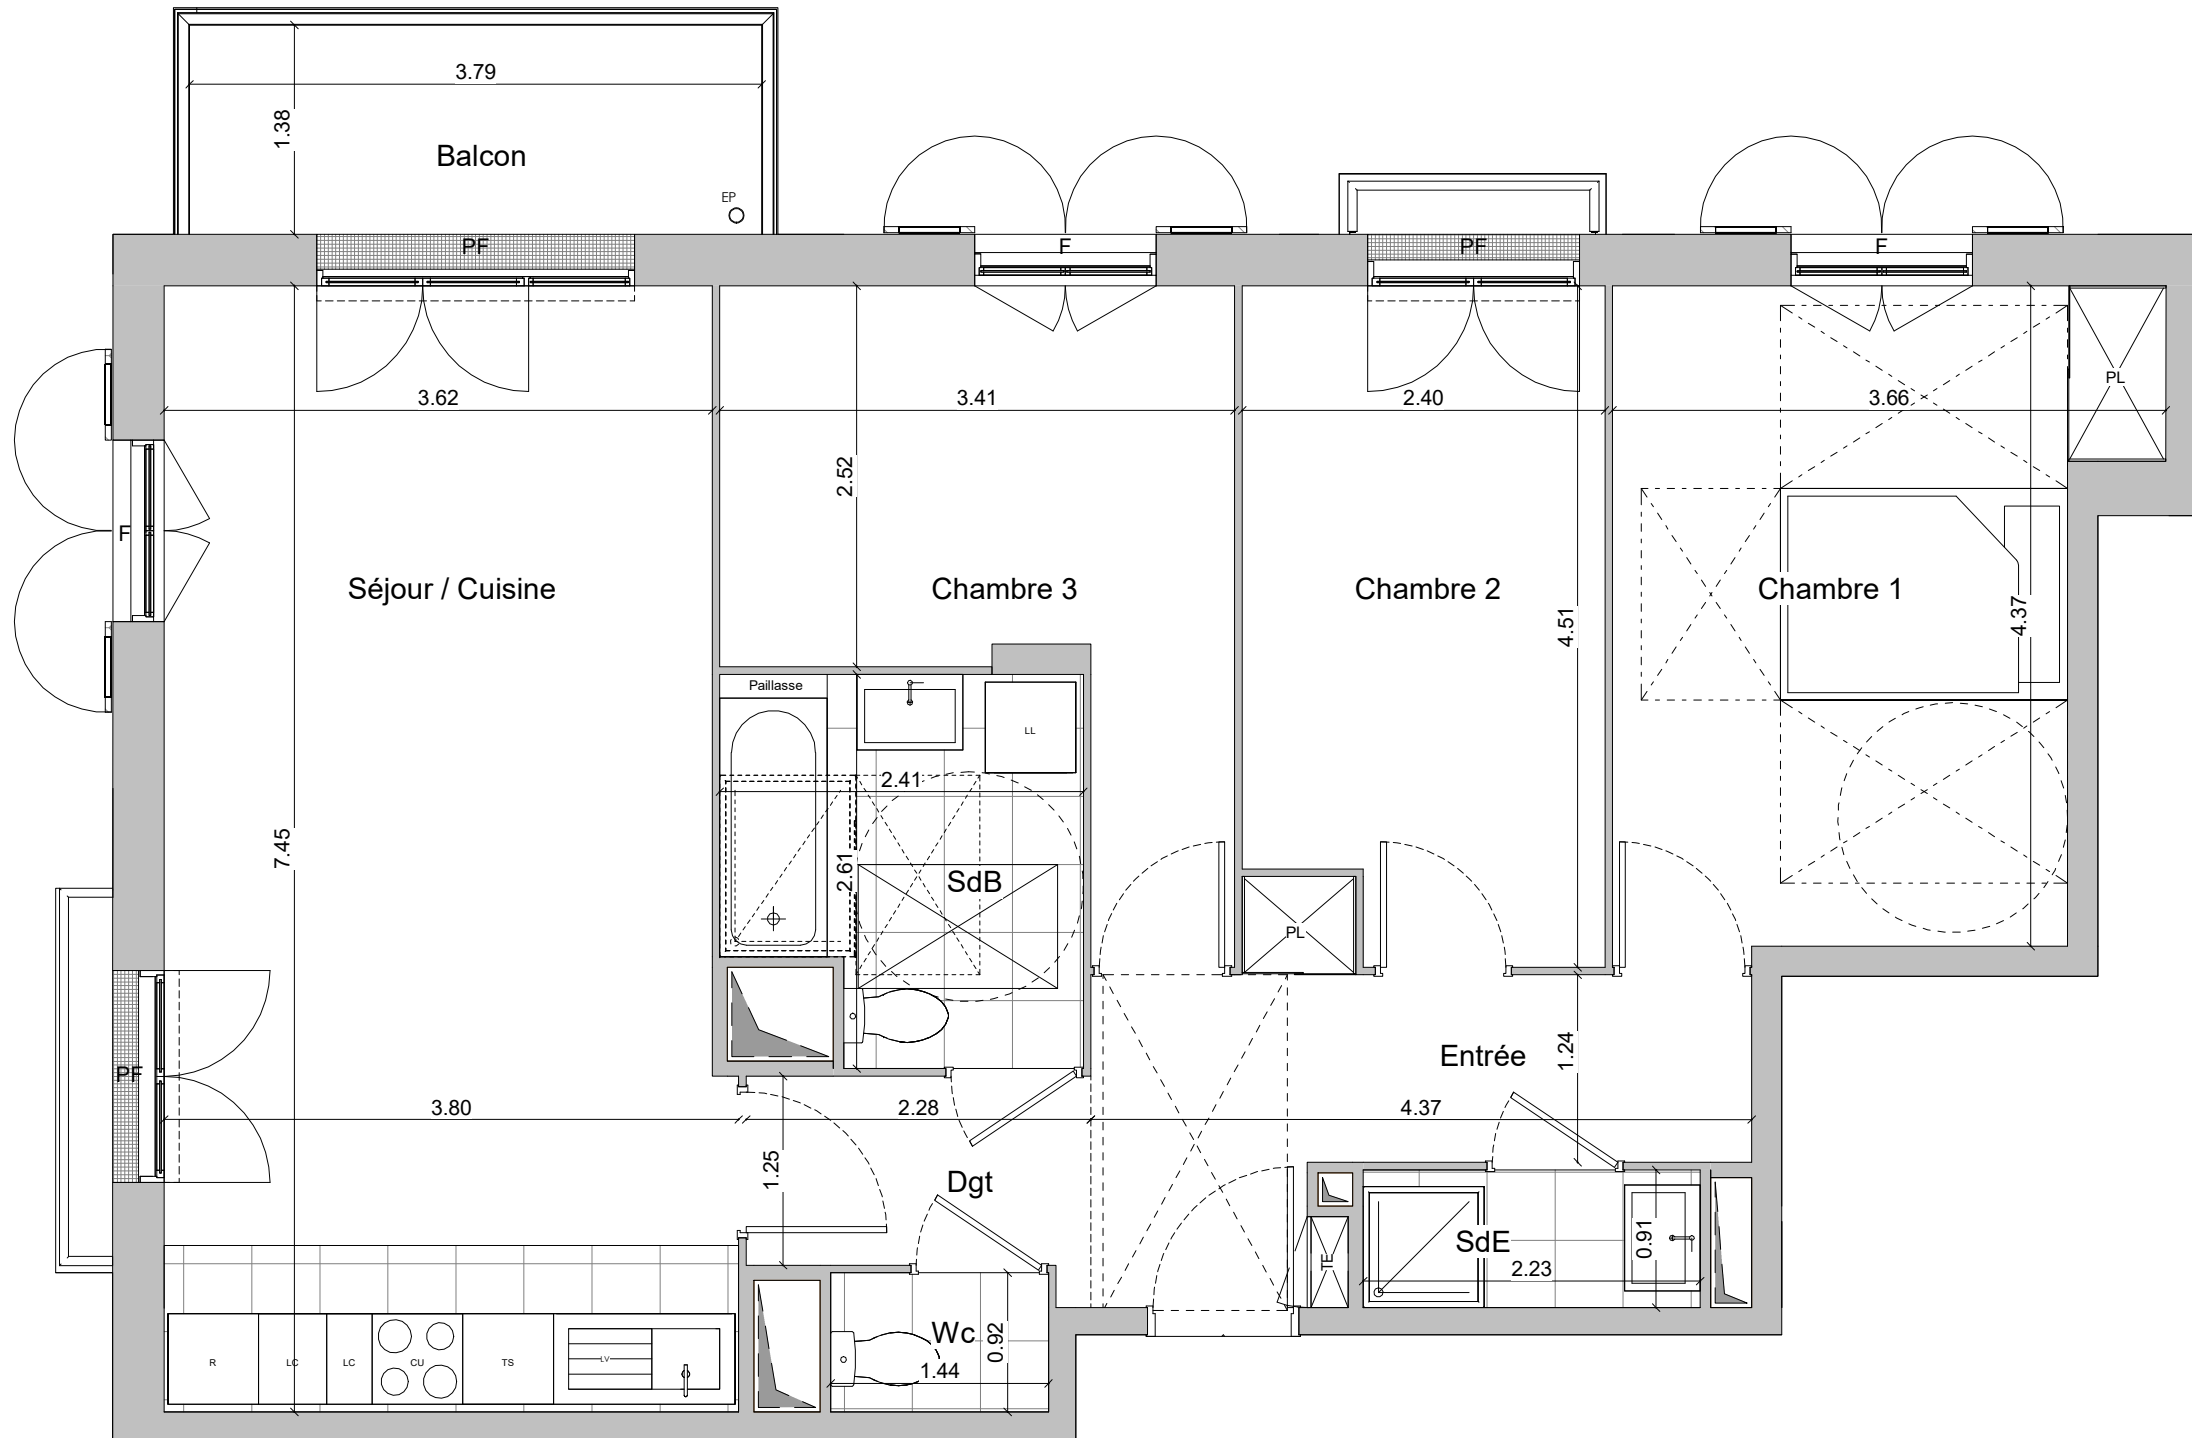 3.79
1.38
Balcon
EP
PF
F
PF
F
PL
3.62
3.41
2.40
3.66
2.52
F
Séjour / Cuisine
Chambre 3
Chambre 2
Chambre 1
4.51
4.37
Paillasse
LL
2.41
7.45
2.61
SdB
PL
PF
Entrée
1.24
3.80
2.28
4.37
1.25
Dgt
SdE
0.91
TE
2.23
Wc
0.92
1.44
R
LC
LC
CU
TS
LV